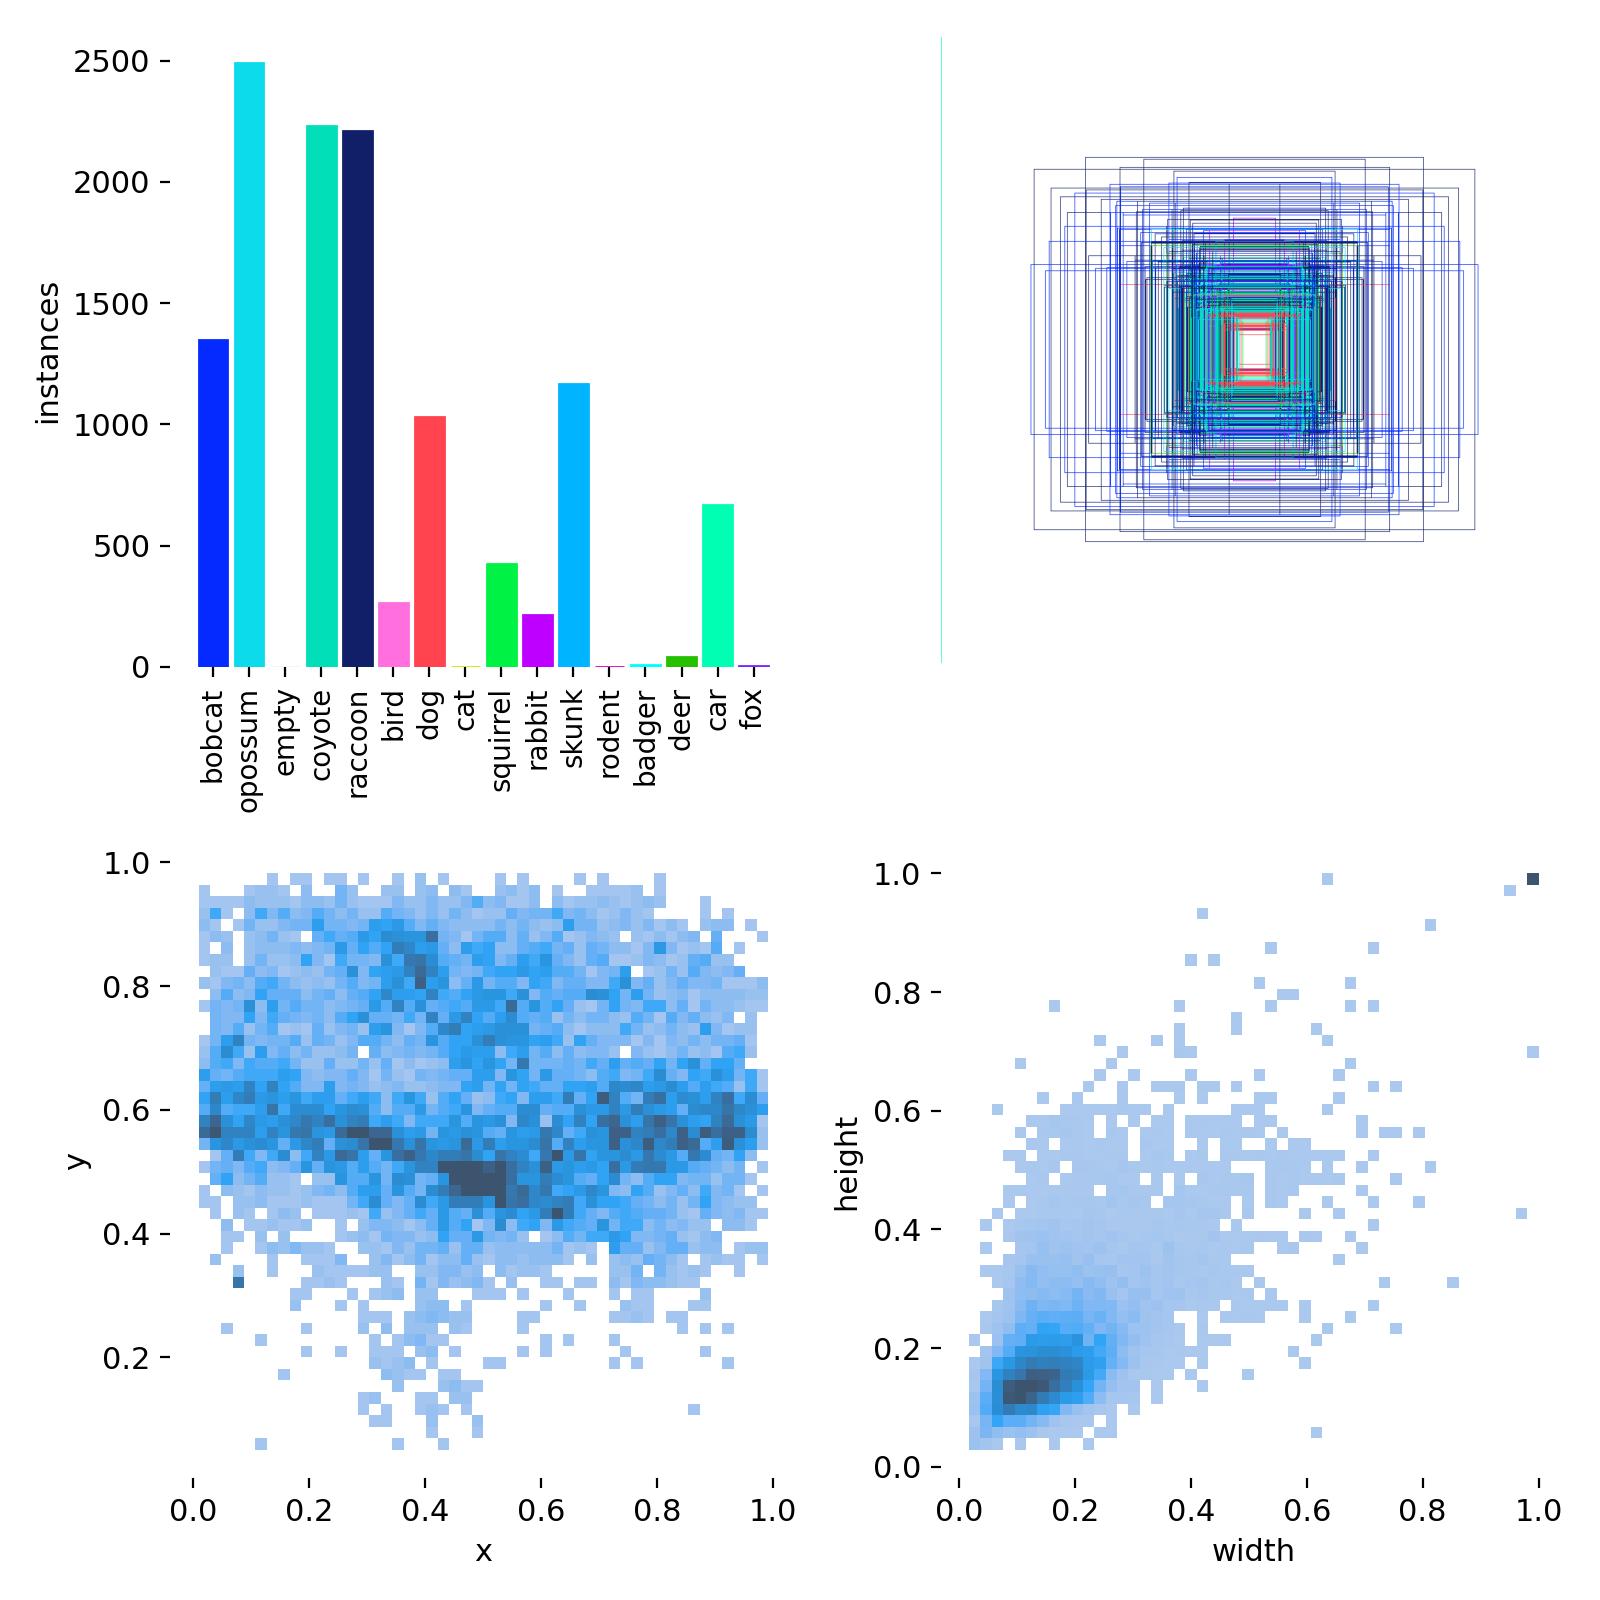 instances
2500
2000
1500
1000
500
0
bobcat
opossum
empty
coyote
raccoon
bird
dog
cat
squirrel
rabbit
skunk
rodent
badger
deer
car
fox
y
1.0
0.8
0.6
0.4
0.2
0.0 0.2 0.4 0.6 0.8 1.0
x
height
1.0
0.8
0.6
0.4
0.2
0.0
0.0 0.2 0.4 0.6 0.8 1.0
width